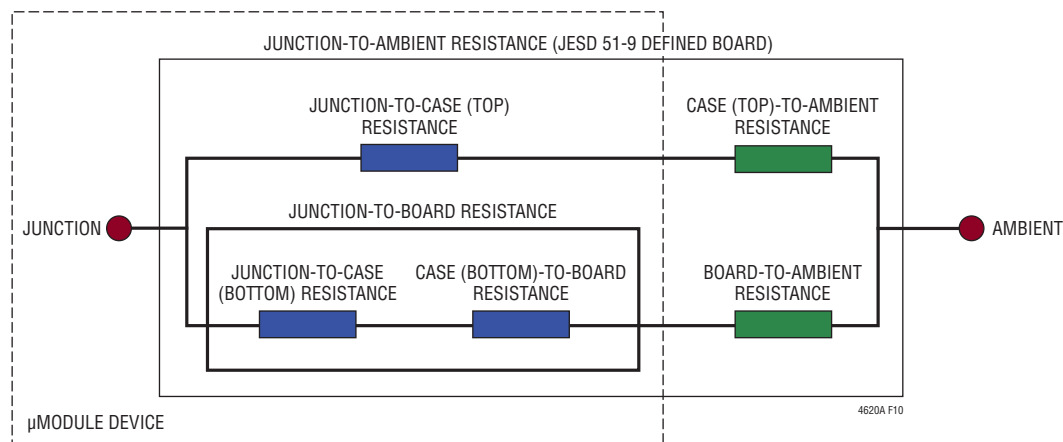 JUNCTION-TO-AMBIENT RESISTANCE (JESD 51-9 DEFINED BOARD)
JUNCTION-TO-CASE (TOP)
RESISTANCE
CASE (TOP)-TO-AMBIENT
RESISTANCE
JUNCTION-TO-BOARD RESISTANCE
JUNCTION
AMBIENT
JUNCTION-TO-CASE
(BOTTOM) RESISTANCE
CASE (BOTTOM)-TO-BOARD
RESISTANCE
BOARD-TO-AMBIENT
RESISTANCE
4620A F10
µMODULE DEVICE